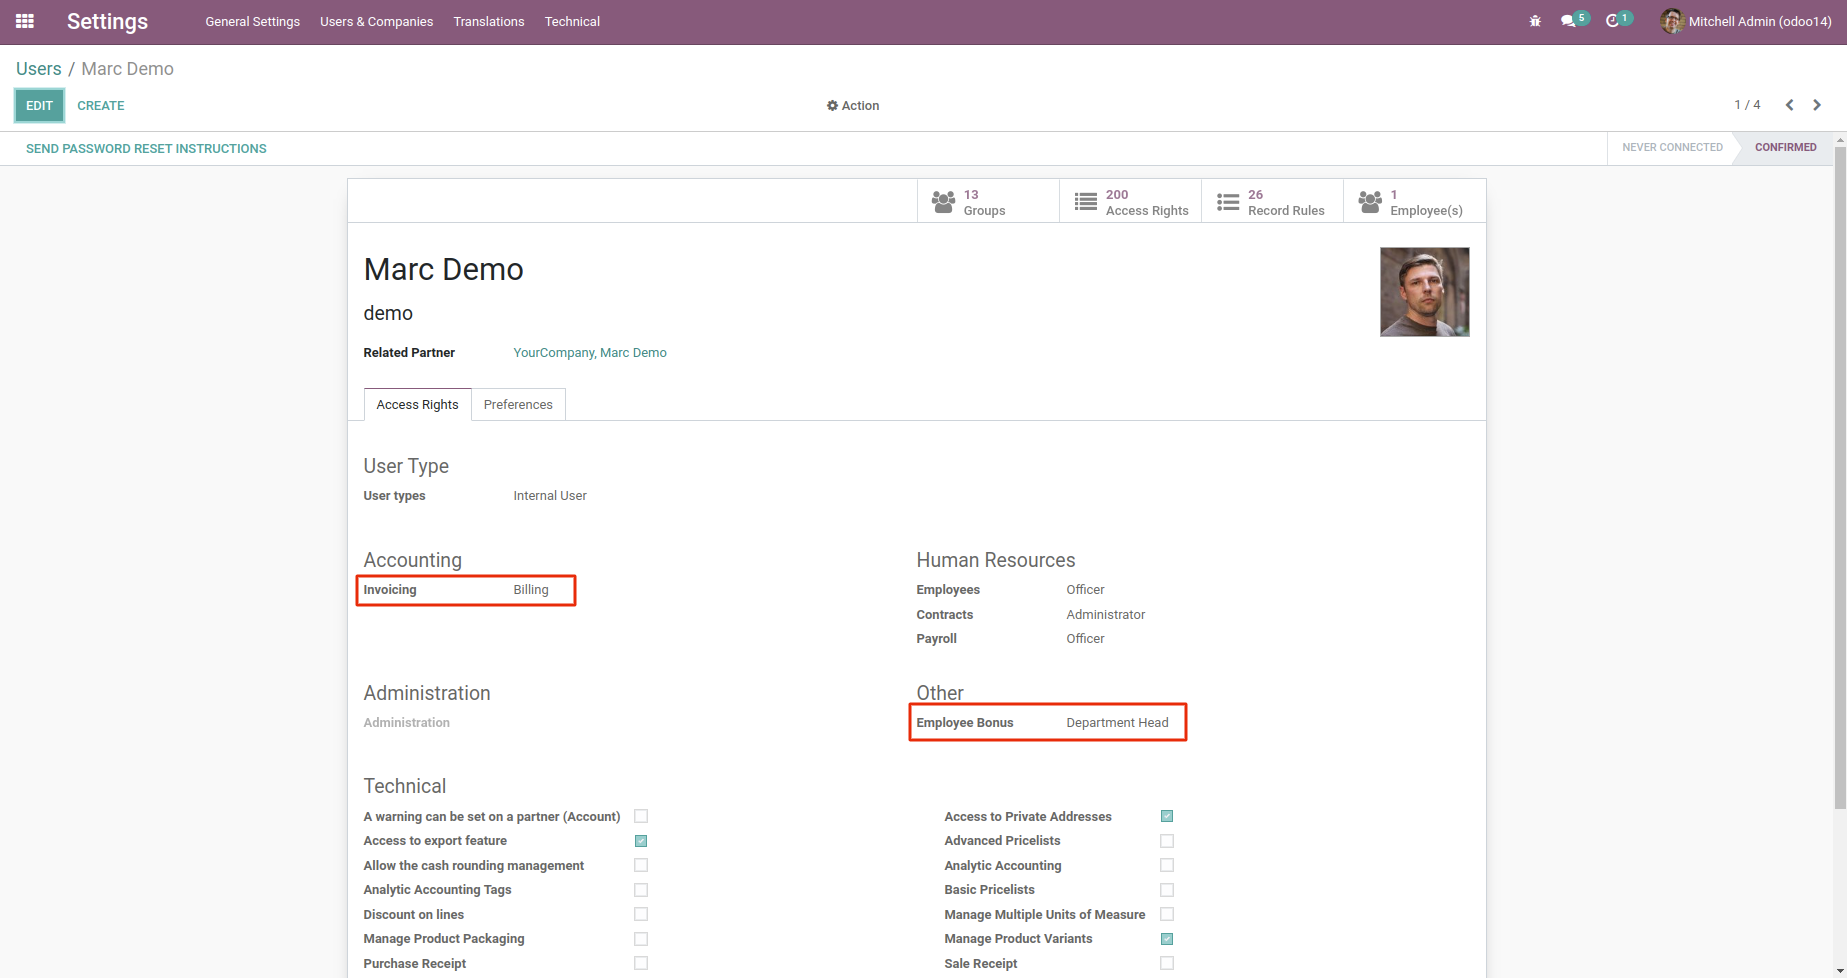 Settings General Settings Users & Companies Translations Technical 5 1 Mitchell Admin (odoo14)
Users / Marc Demo
EDIT CREATE Action 1 / 4
SEND PASSWORD RESET INSTRUCTIONS NEVER CONNECTED CONFIRMED
13 Groups 200 Access Rights 26 Record Rules 1 Employee(s)
Marc Demo
demo
Related Partner YourCompany, Marc Demo
Access Rights Preferences
User Type
User types Internal User
Accounting Human Resources
Invoicing Billing Employees Officer
Contracts Administrator
Payroll Officer
Administration Other
Administration Employee Bonus Department Head
Technical
A warning can be set on a partner (Account) Access to Private Addresses
Access to export feature Advanced Pricelists
Allow the cash rounding management Analytic Accounting
Analytic Accounting Tags Basic Pricelists
Discount on lines Manage Multiple Units of Measure
Manage Product Packaging Manage Product Variants
Purchase Receipt Sale Receipt